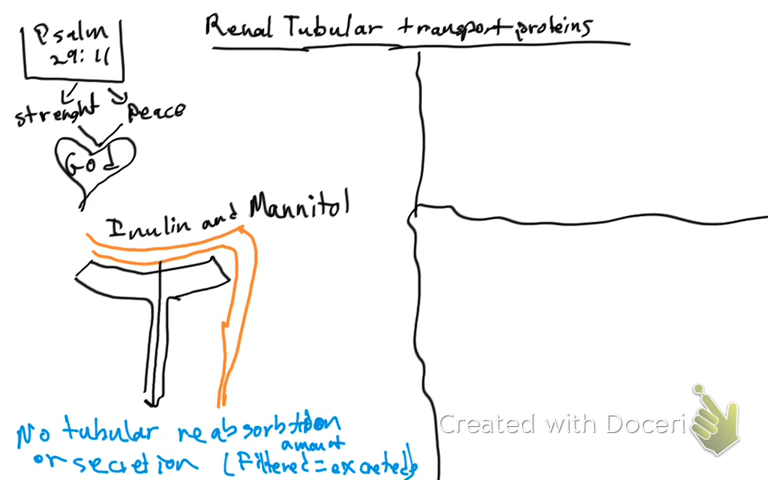 Psalm
29:11
strenght
Peace
GOD
Renal Tubular transport proteins
Inulin and Mannitol
No tubular reabsorbtion
amount
or secretion (Filtered = excreted)
Created with Doceri